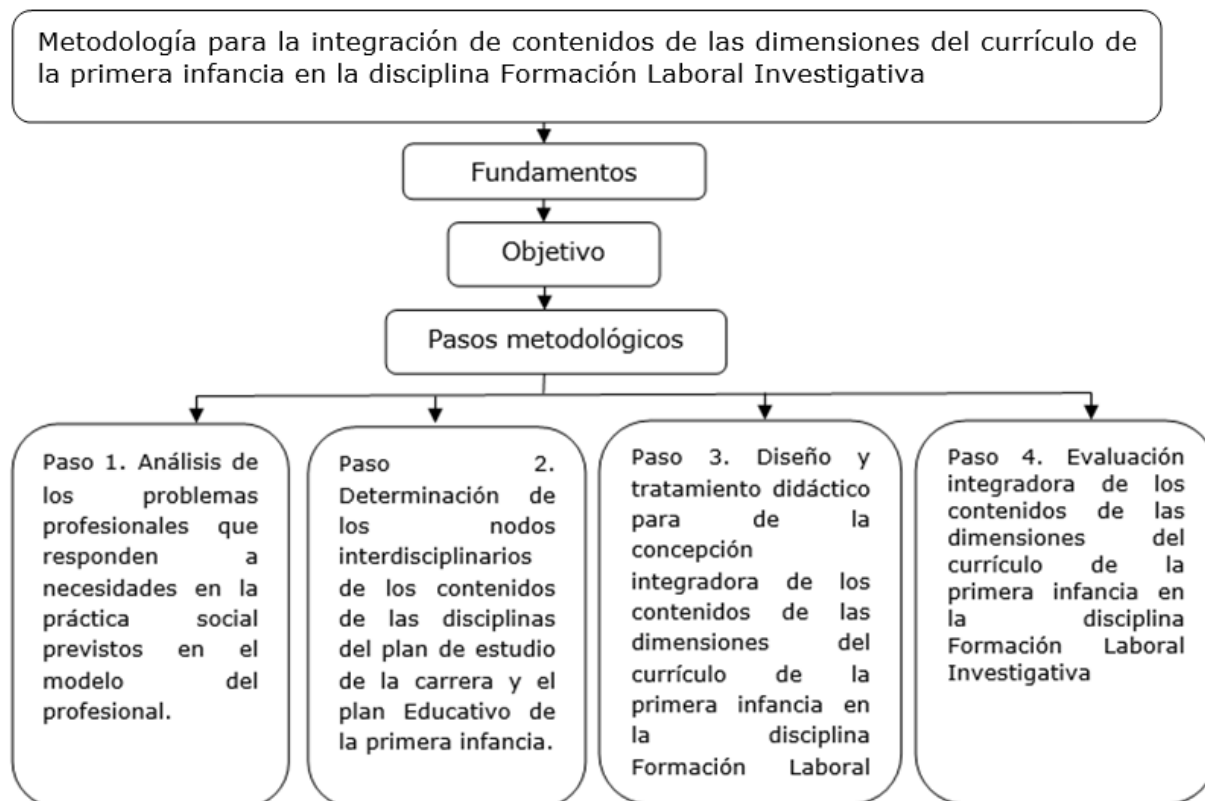 Metodología para la integración de contenidos de las dimensiones del currículo de
la primera infancia en la disciplina Formación Laboral Investigativa
Fundamentos
Objetivo
Pasos metodológicos
Paso 1. Análisis de
los problemas
profesionales que
responden a
necesidades en la
práctica social
previstos en el
modelo del
profesional.
Paso 2.
Determinación de
los nodos
interdisciplinarios
de los contenidos
de las disciplinas
del plan de estudio
de la carrera y el
plan Educativo de
la primera infancia.
Paso 3. Diseño y
tratamiento didáctico
para de la
concepción
integradora de los
contenidos de las
dimensiones del
currículo de la
primera infancia en
la disciplina
Formación Laboral
Paso 4. Evaluación
integradora de los
contenidos de las
dimensiones del
currículo de la
primera infancia en
la disciplina
Formación Laboral
Investigativa